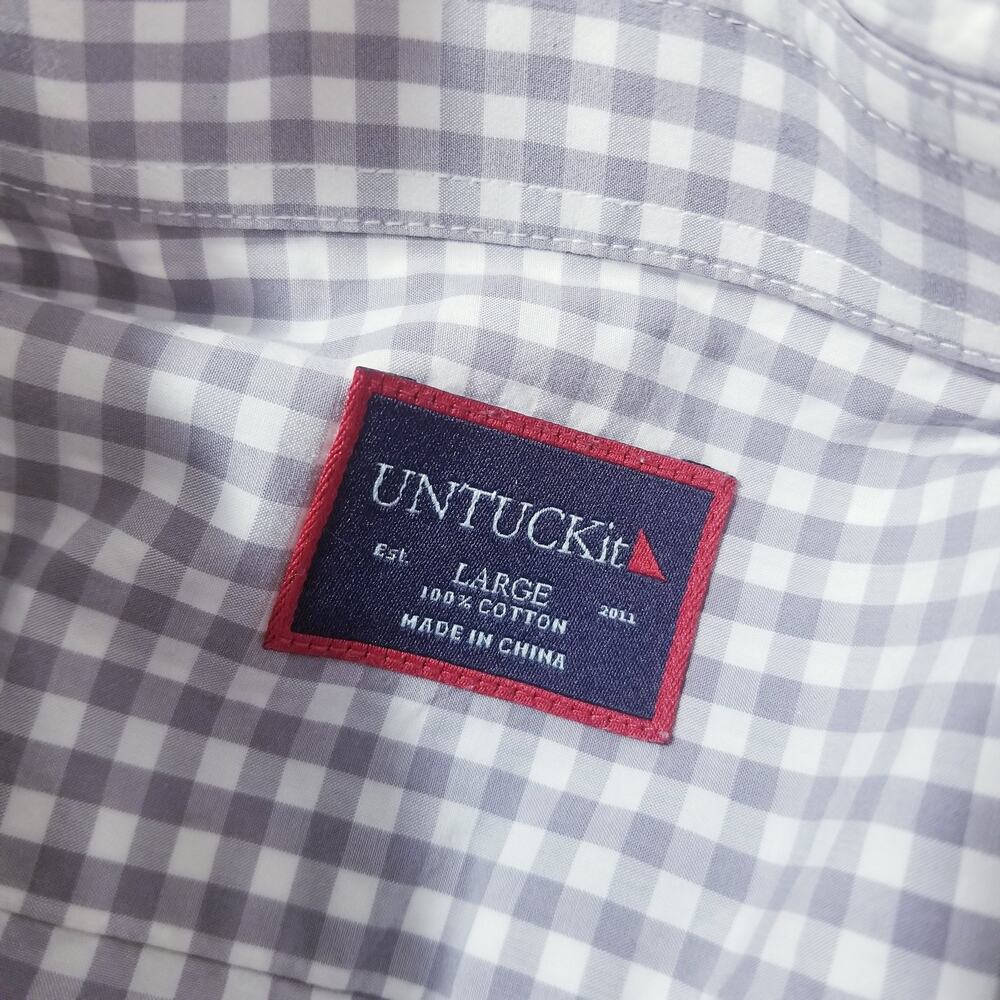 UNTUCKit
Est. 2011
LARGE
100% COTTON
MADE IN CHINA